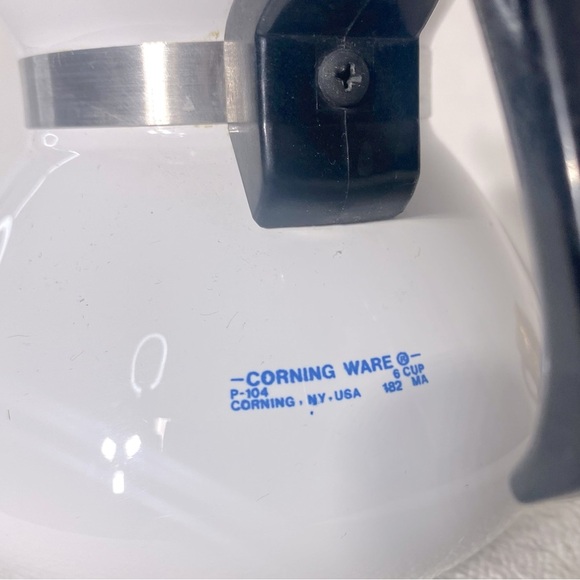 -CORNING WARE®-
P-104 6 CUP
CORNING, NY, USA 182 MA